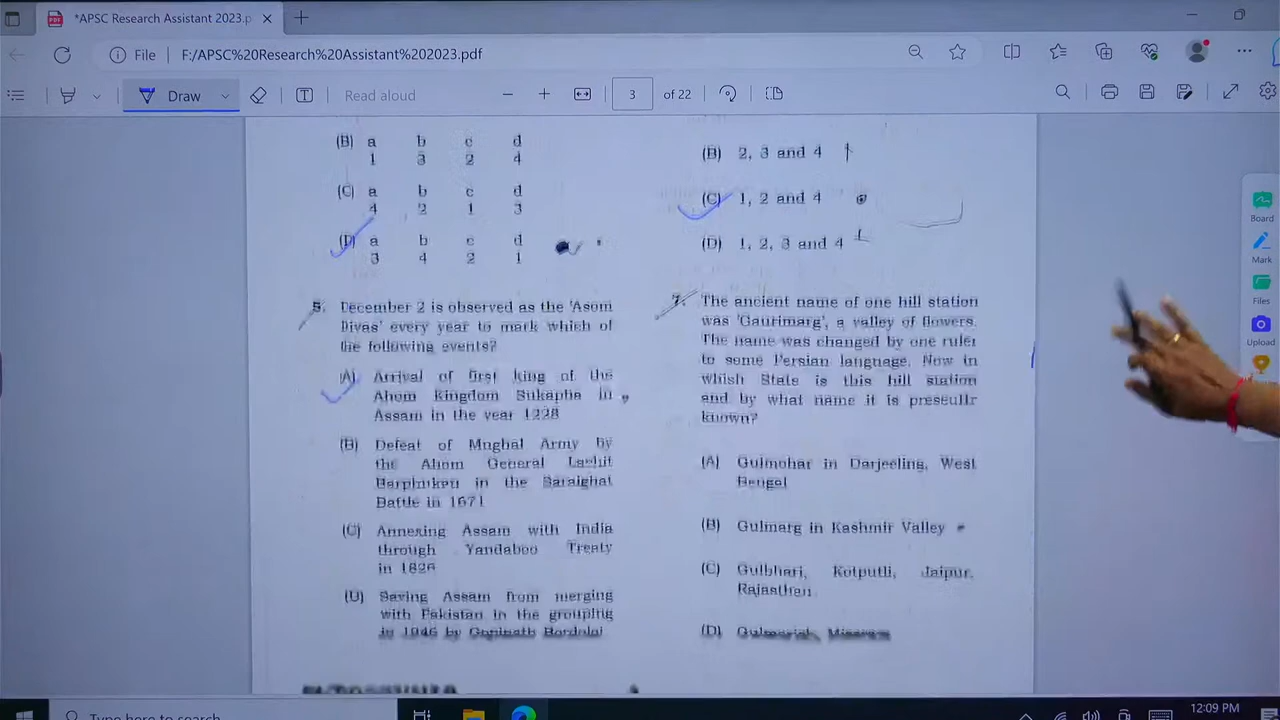 *APSC Research Assistant 2023.p
File F:/APSC%20Research%20Assistant%202023.pdf
Draw
Read aloud
3 of 22
(B) a b c d
1 3 2 4
(C) a b c d
4 2 1 3
(D) a b c d
3 4 2 1
5. December 2 is observed as the 'Asom
Divas' every year to mark which of
the following events?
(A) Arrival of first king of the
Ahom Kingdom Sukapha in
Assam in the year 1228
(B) Defeat of Mughal Army by
the Ahom General Lachit
Barphuken in the Saraighat
Battle in 1671
(C) Annexing Assam with India
through Yandaboo Treaty
in 1826
(D) Saving Assam from merging
with Pakistan in the grouping
in 1946 by Gopinath Bordoloi
(B) 2, 3 and 4
(C) 1, 2 and 4
(D) 1, 2, 3 and 4
7. The ancient name of one hill station
was 'Gaurimarg', a valley of flowers.
The name was changed by one ruler
to some Persian language. Now in
which State is this hill station
and by what name it is presently
known?
(A) Gulmohar in Darjeeling, West
Bengal
(B) Gulmarg in Kashmir Valley
(C) Gulbhari, Kotputli, Jaipur,
Rajasthan
(D) Mizoram
Board
Mark
Files
Upload
Type here to search
12:09 PM